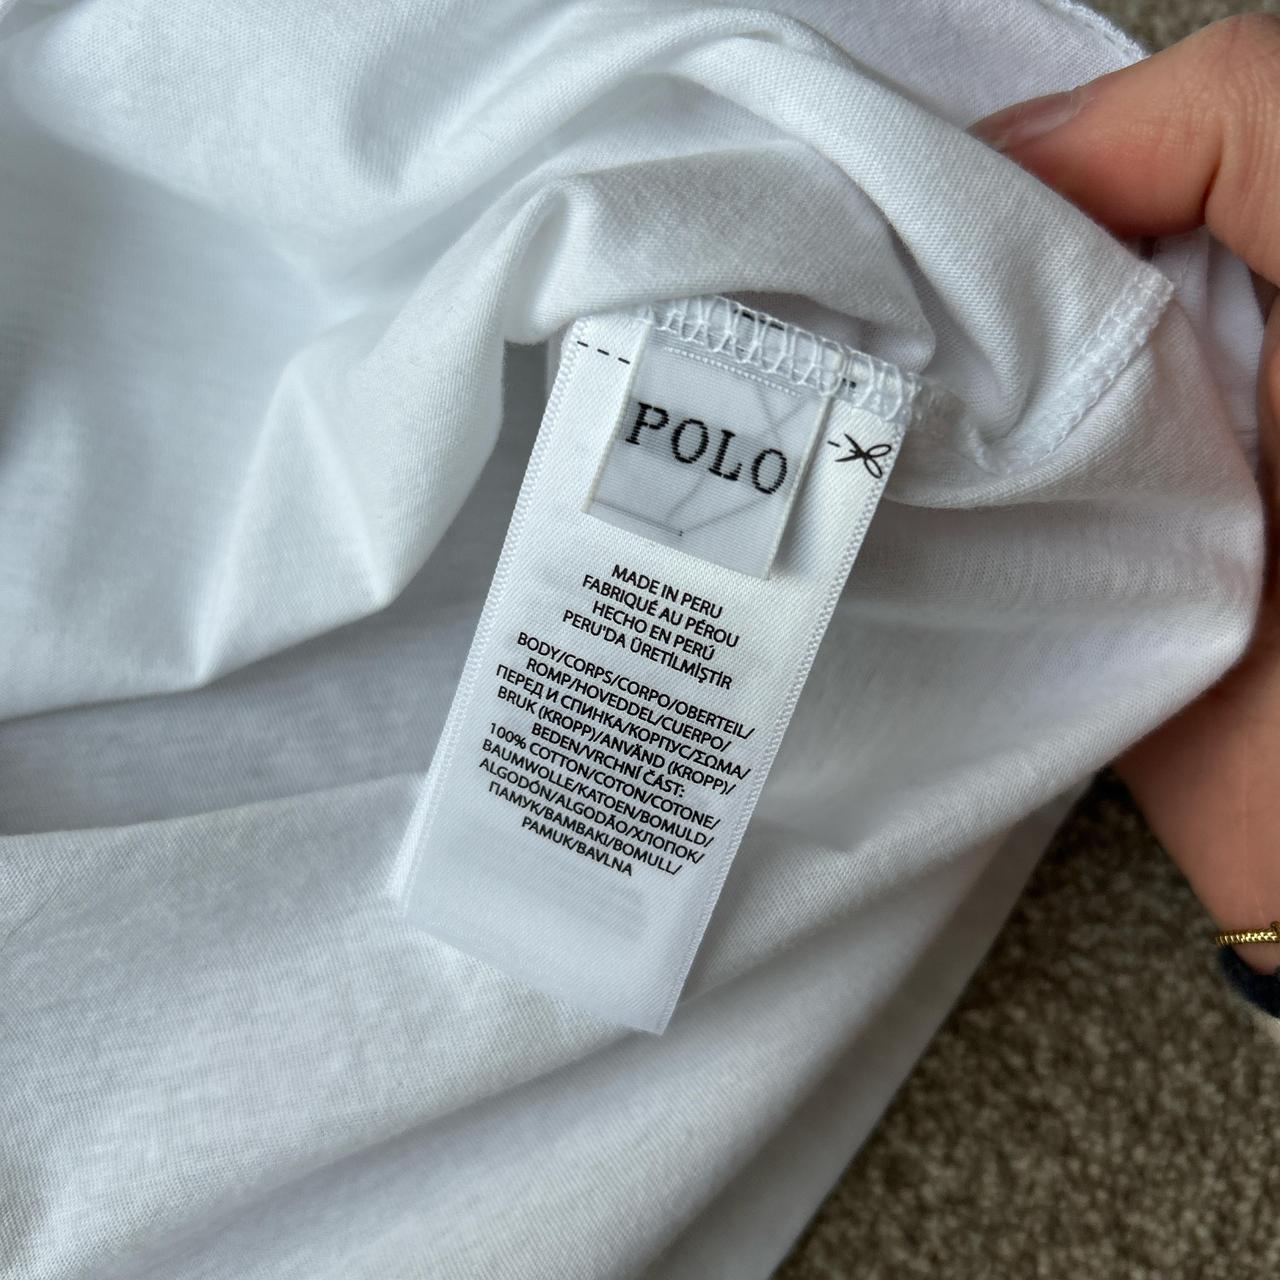 POLO
MADE IN PERU
FABRIQUÉ AU PÉROU
HECHO EN PERÚ
PERU'DA ÜRETİLMİŞTİR
BODY/CORPS/CORPO/OBERTEIL/
ROMP/HOVEDDEL/CUERPO/
ПЕРЕД И СПИНКА/КОРПУС/ΣΩΜΑ/
BRUK (KROPP)/ANVÄND (KROPP)/
BEDEN/VRCHNÍ ČÁST:
100% COTTON/COTON/COTONE/
BAUMWOLLE/KATOEN/BOMULD/
ALGODÓN/ALGODÃO/ХЛОПОК/
ПАМУК/ΒΑΜΒΑΚΙ/BOMULL/
PAMUK/BAVLNA